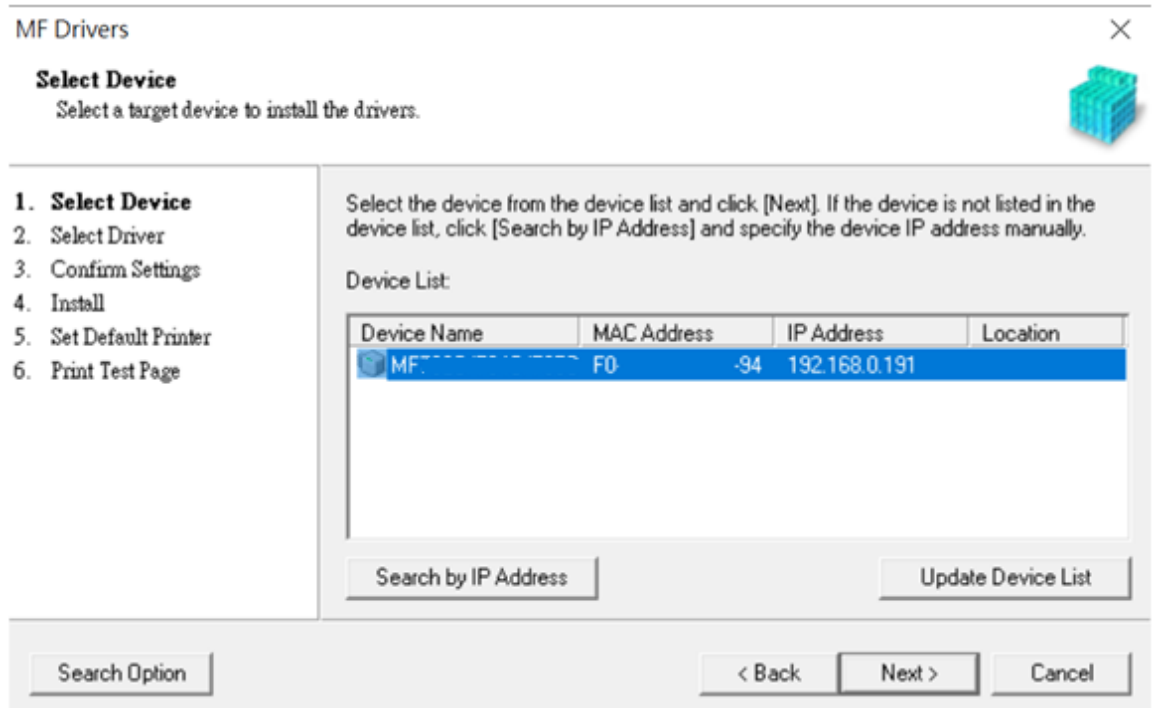 MF Drivers
Select Device
Select a target device to install the drivers.
1. Select Device
2. Select Driver
3. Confirm Settings
4. Install
5. Set Default Printer
6. Print Test Page
Select the device from the device list and click [Next]. If the device is not listed in the
device list, click [Search by IP Address] and specify the device IP address manually.
Device List:
Device Name MAC Address IP Address Location
F0- -94 192.168.0.191
Search by IP Address Update Device List
Search Option < Back Next > Cancel